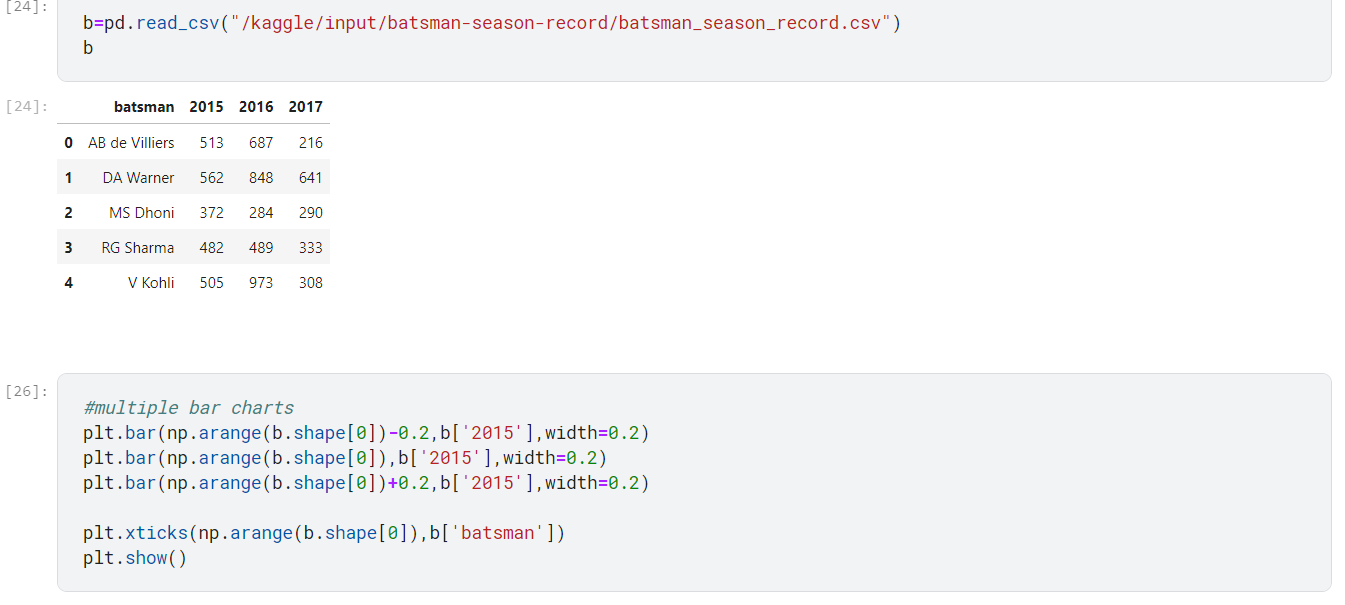 [24]:
b=pd.read_csv("/kaggle/input/batsman-season-record/batsman_season_record.csv")
b
[24]:
batsman 2015 2016 2017
0 AB de Villiers 513 687 216
1 DA Warner 562 848 641
2 MS Dhoni 372 284 290
3 RG Sharma 482 489 333
4 V Kohli 505 973 308
[26]:
#multiple bar charts
plt.bar(np.arange(b.shape[0])-0.2,b['2015'],width=0.2)
plt.bar(np.arange(b.shape[0]),b['2015'],width=0.2)
plt.bar(np.arange(b.shape[0])+0.2,b['2015'],width=0.2)
plt.xticks(np.arange(b.shape[0]),b['batsman'])
plt.show()